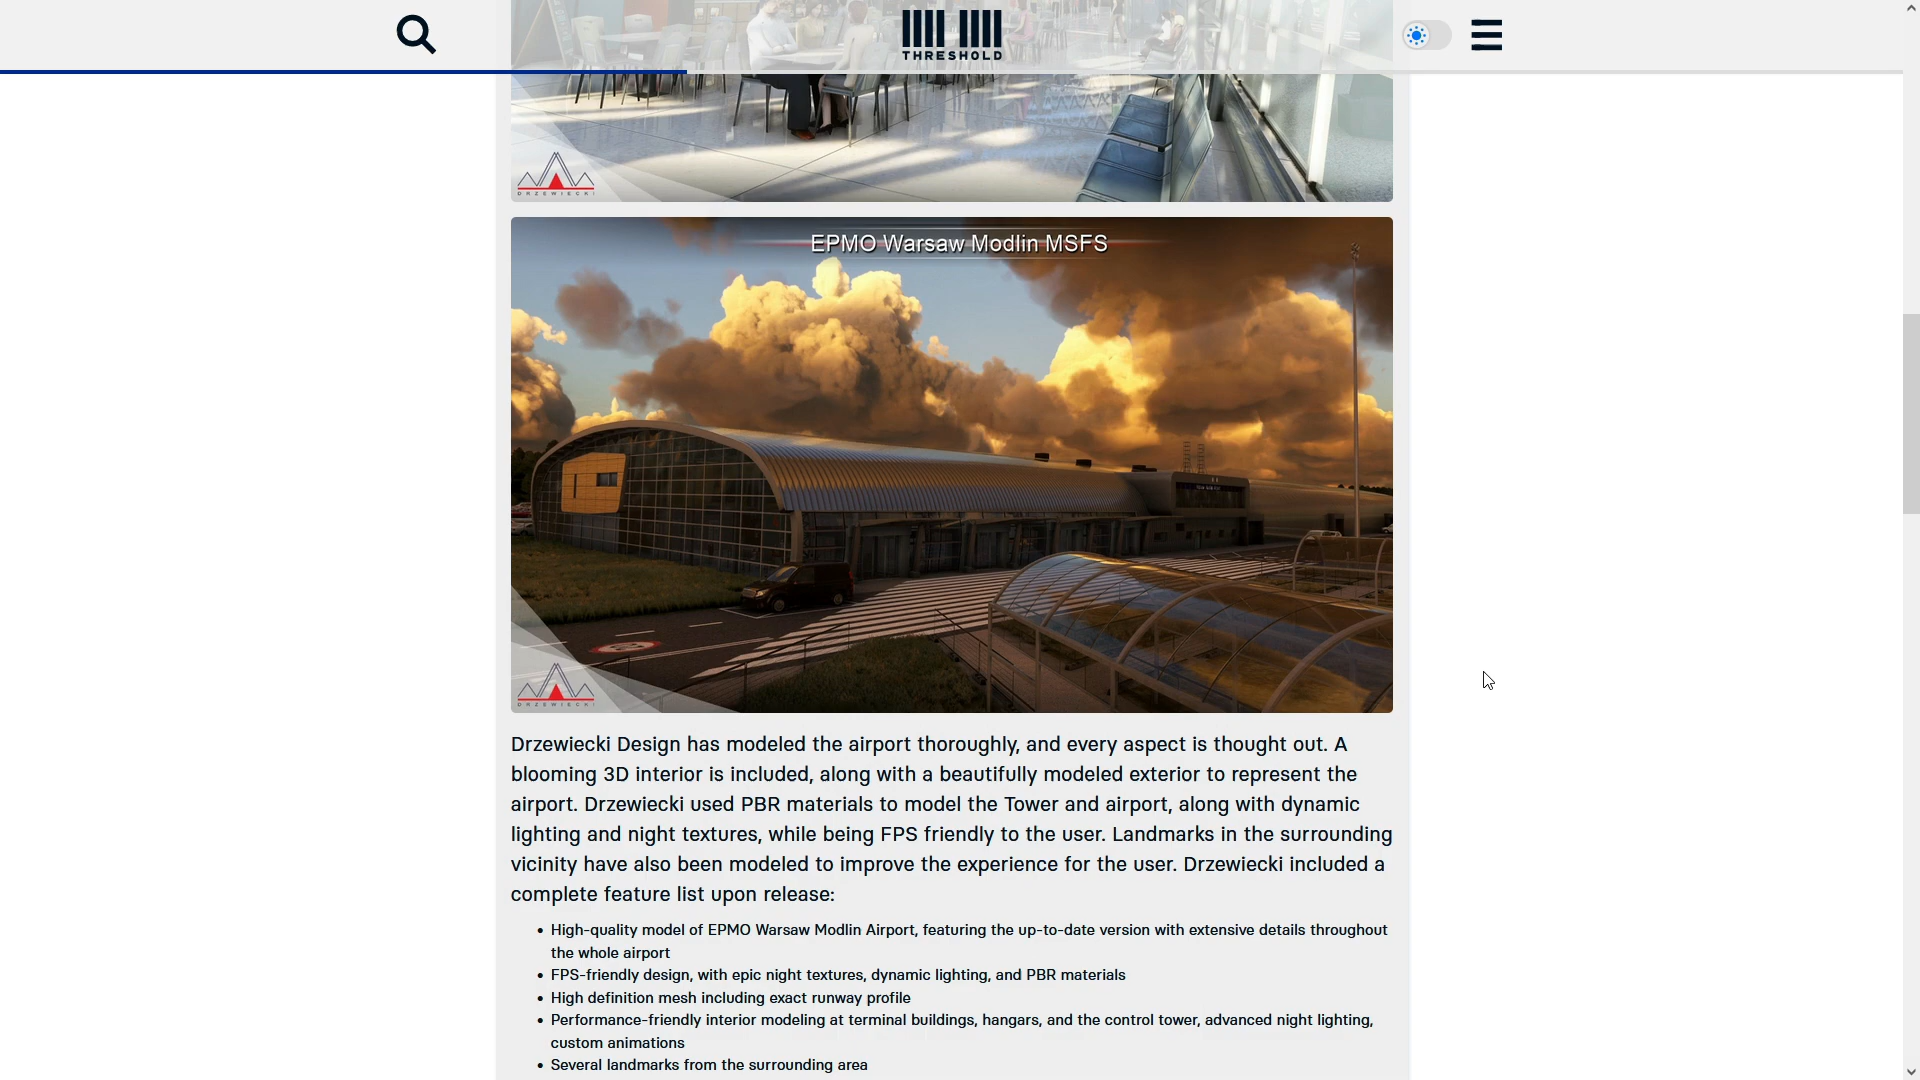 THRESHOLD
DRZEWIECKI
EPMO Warsaw Modlin MSFS
DRZEWIECKI
Drzewiecki Design has modeled the airport thoroughly, and every aspect is thought out. A
blooming 3D interior is included, along with a beautifully modeled exterior to represent the
airport. Drzewiecki used PBR materials to model the Tower and airport, along with dynamic
lighting and night textures, while being FPS friendly to the user. Landmarks in the surrounding
vicinity have also been modeled to improve the experience for the user. Drzewiecki included a
complete feature list upon release:
• High-quality model of EPMO Warsaw Modlin Airport, featuring the up-to-date version with extensive details throughout
the whole airport
• FPS-friendly design, with epic night textures, dynamic lighting, and PBR materials
• High definition mesh including exact runway profile
• Performance-friendly interior modeling at terminal buildings, hangars, and the control tower, advanced night lighting,
custom animations
• Several landmarks from the surrounding area